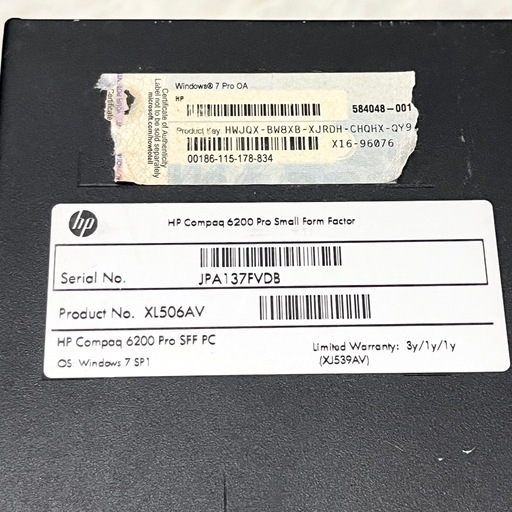 Windows® 7 Pro OA
HP
584048-001
Product Key: HWJQX-BW8XB-XJRDH-CHQHX-QY9
X16-96076
00186-115-178-834
Certificate of Authenticity
Label not to be sold separately
microsoft.com/howtotell
hp
HP Compaq 6200 Pro Small Form Factor
Serial No. JPA137FVDB
Product No. XL506AV
HP Compaq 6200 Pro SFF PC
Limited Warranty: 3y/1y/1y
OS Windows 7 SP1
(XJ539AV)